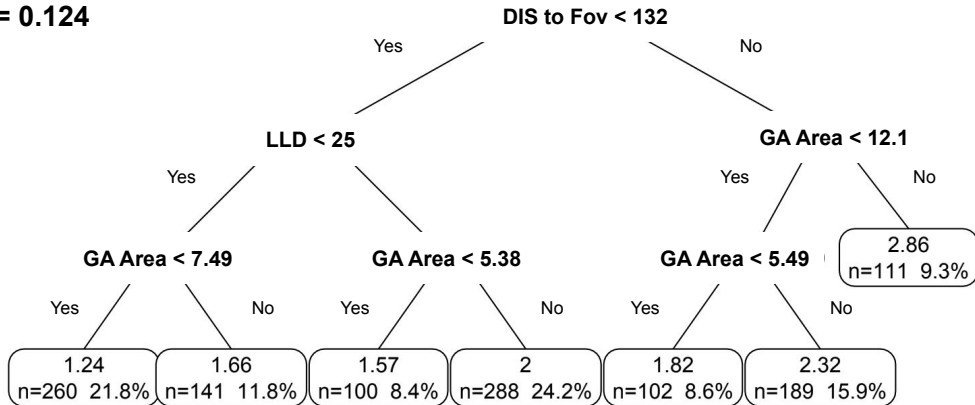 = 0.124
DIS to Fov < 132
Yes No
LLD < 25 GA Area < 12.1
Yes Yes No
GA Area < 7.49 GA Area < 5.38 GA Area < 5.49
2.86
n=111 9.3%
Yes No Yes No Yes No
1.24 1.66 1.57 2 1.82 2.32
n=260 21.8% n=141 11.8% n=100 8.4% n=288 24.2% n=102 8.6% n=189 15.9%